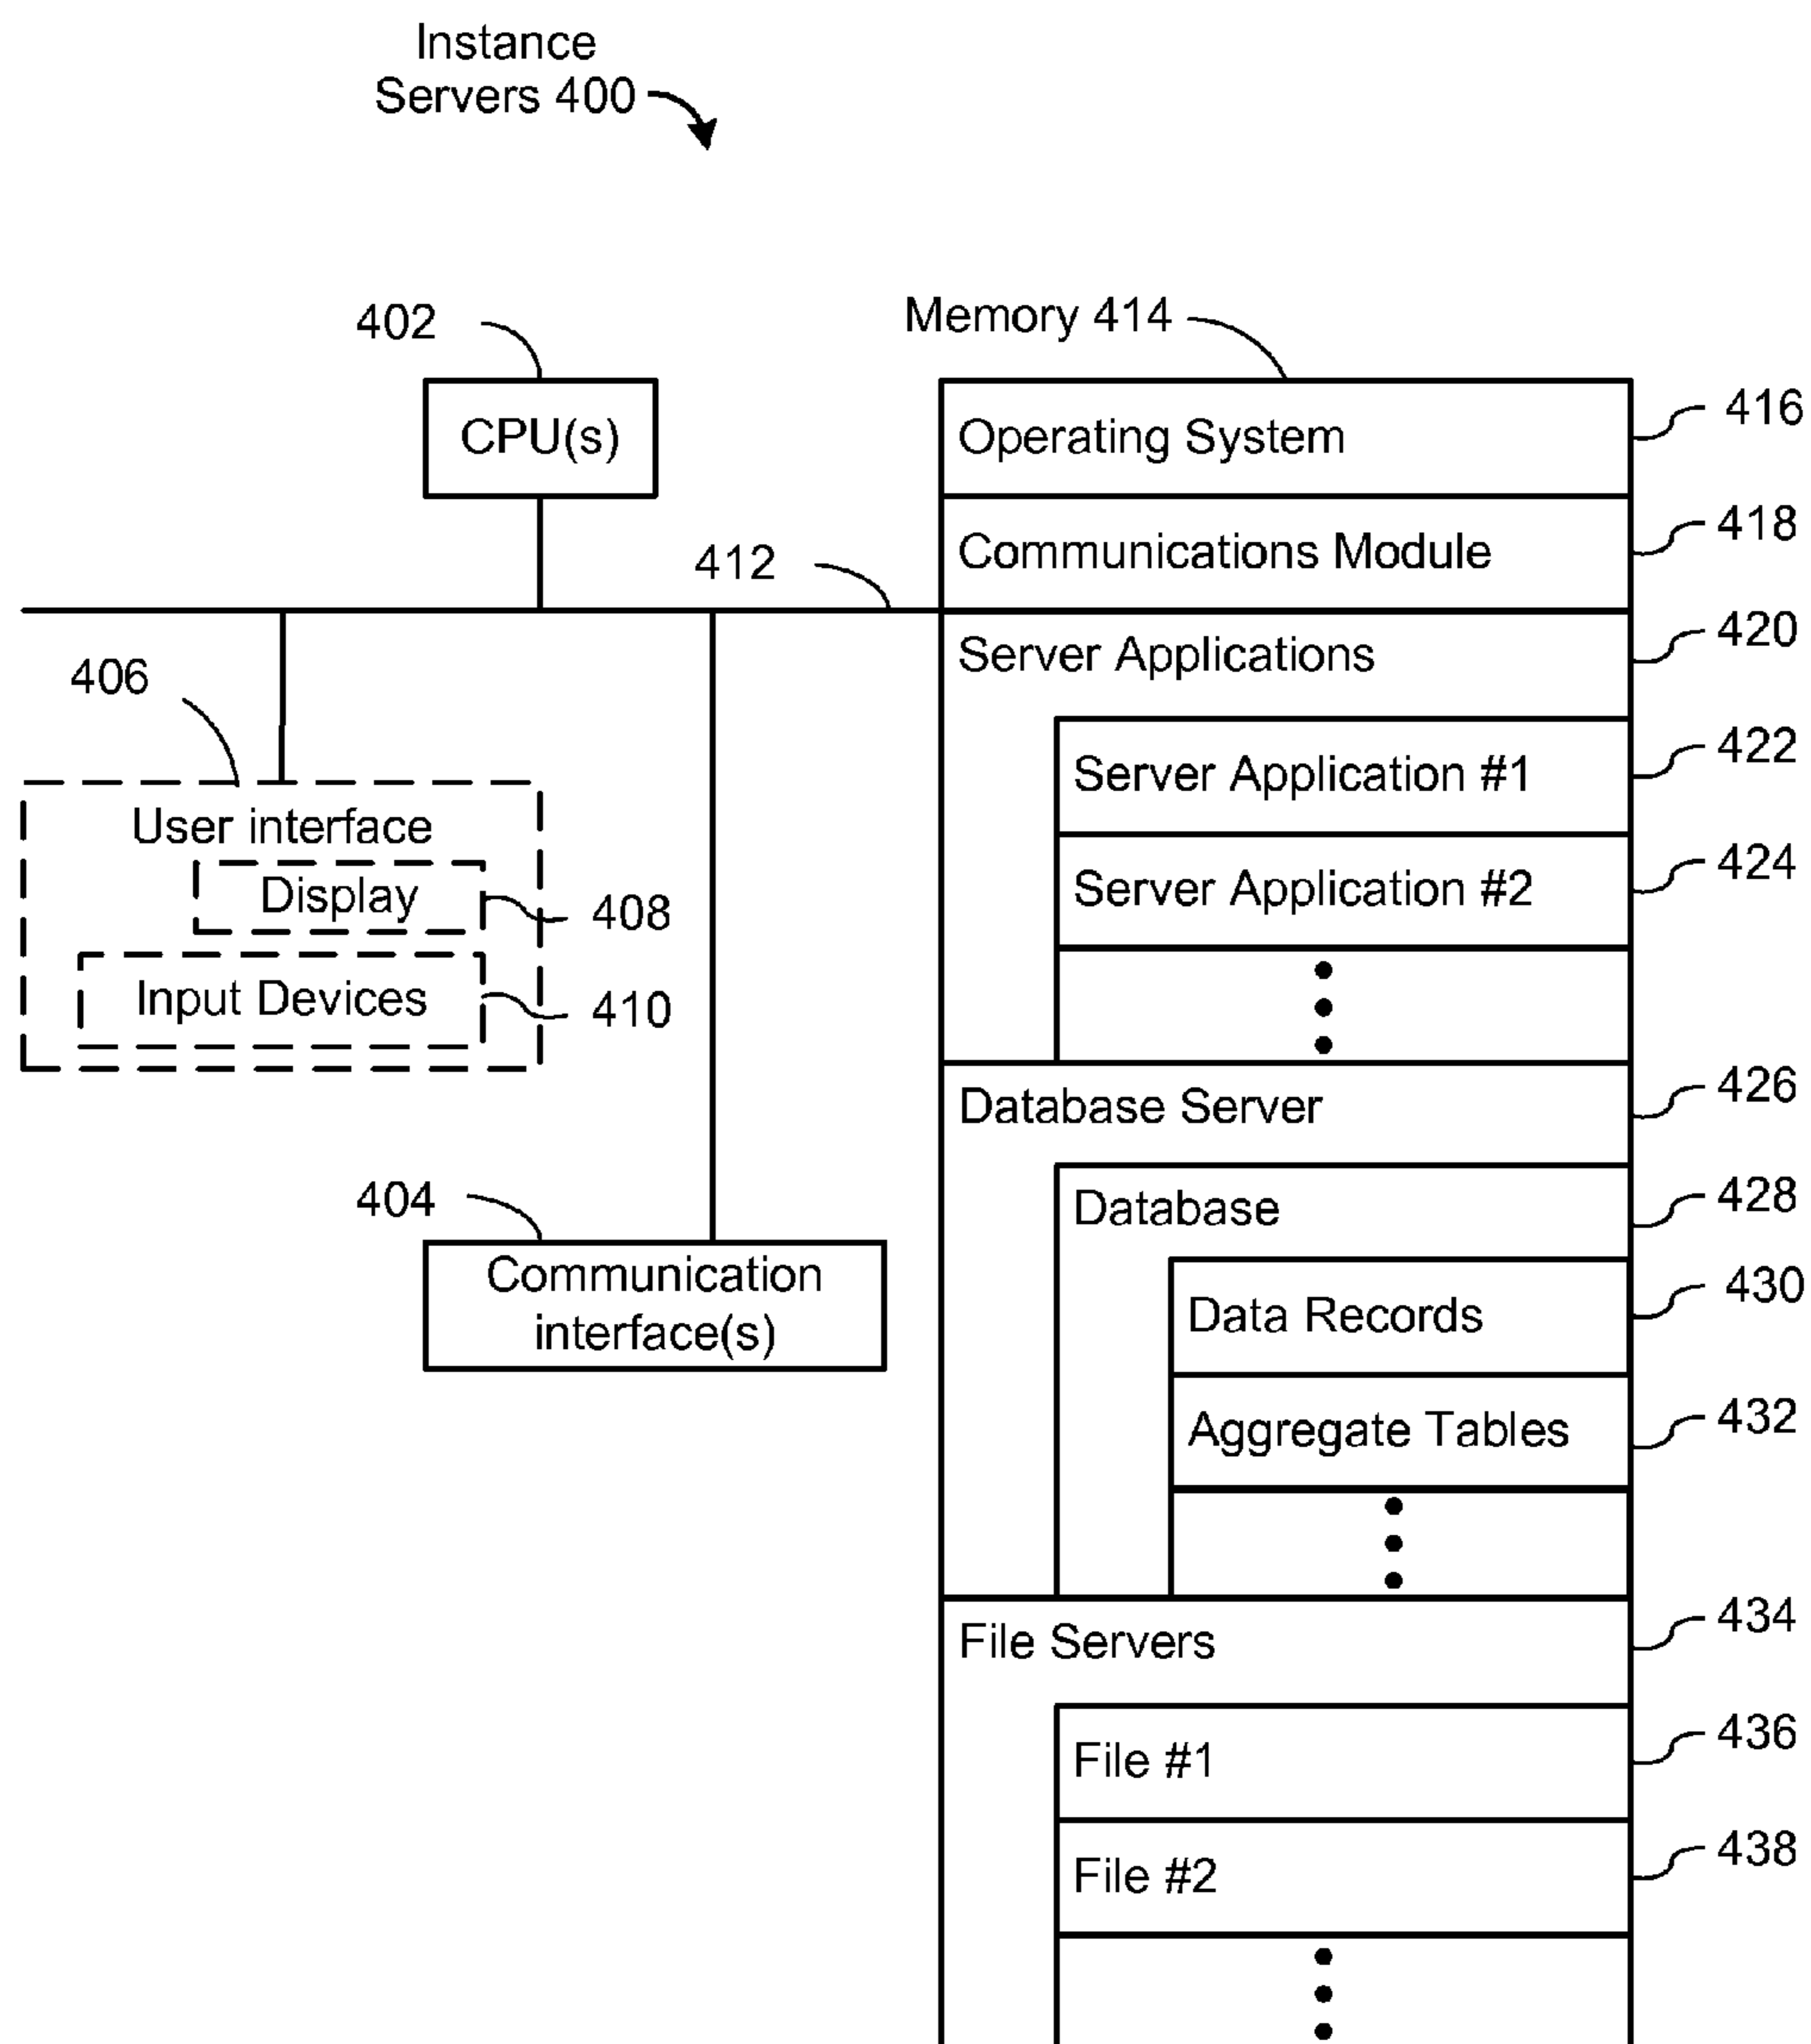 Instance
Servers 400
402
CPU(s)
412
406
User interface
Display
408
Input Devices
410
404
Communication
interface(s)
Memory 414
Operating System
416
Communications Module
418
Server Applications
420
Server Application #1
422
Server Application #2
424
Database Server
426
Database
428
Data Records
430
Aggregate Tables
432
File Servers
434
File #1
436
File #2
438